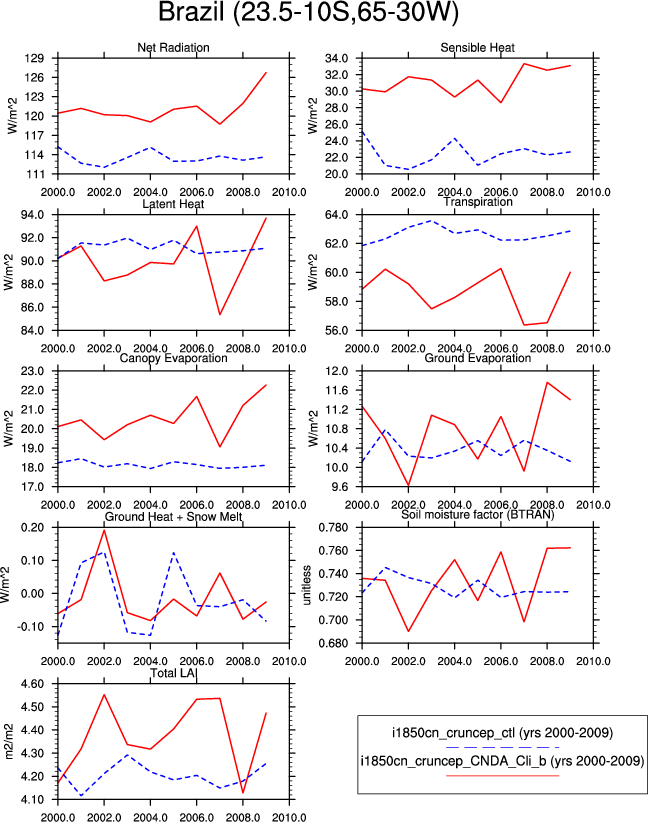 Brazil (23.5-10S,65-30W)
Net Radiation
W/m^2
129
126
123
120
117
114
111
2000.0 2002.0 2004.0 2006.0 2008.0 2010.0
Sensible Heat
W/m^2
34.0
32.0
30.0
28.0
26.0
24.0
22.0
20.0
2000.0 2002.0 2004.0 2006.0 2008.0 2010.0
Latent Heat
W/m^2
94.0
92.0
90.0
88.0
86.0
84.0
2000.0 2002.0 2004.0 2006.0 2008.0 2010.0
Transpiration
W/m^2
64.0
62.0
60.0
58.0
56.0
2000.0 2002.0 2004.0 2006.0 2008.0 2010.0
Canopy Evaporation
W/m^2
23.0
22.0
21.0
20.0
19.0
18.0
17.0
2000.0 2002.0 2004.0 2006.0 2008.0 2010.0
Ground Evaporation
W/m^2
12.0
11.6
11.2
10.8
10.4
10.0
9.6
2000.0 2002.0 2004.0 2006.0 2008.0 2010.0
Ground Heat + Snow Melt
W/m^2
0.20
0.10
0.00
-0.10
2000.0 2002.0 2004.0 2006.0 2008.0 2010.0
Soil moisture factor (BTRAN)
unitless
0.780
0.760
0.740
0.720
0.700
0.680
2000.0 2002.0 2004.0 2006.0 2008.0 2010.0
Total LAI
m2/m2
4.60
4.50
4.40
4.30
4.20
4.10
2000.0 2002.0 2004.0 2006.0 2008.0 2010.0
i1850cn_cruncep_ctl (yrs 2000-2009)
i1850cn_cruncep_CNDA_Cli_b (yrs 2000-2009)